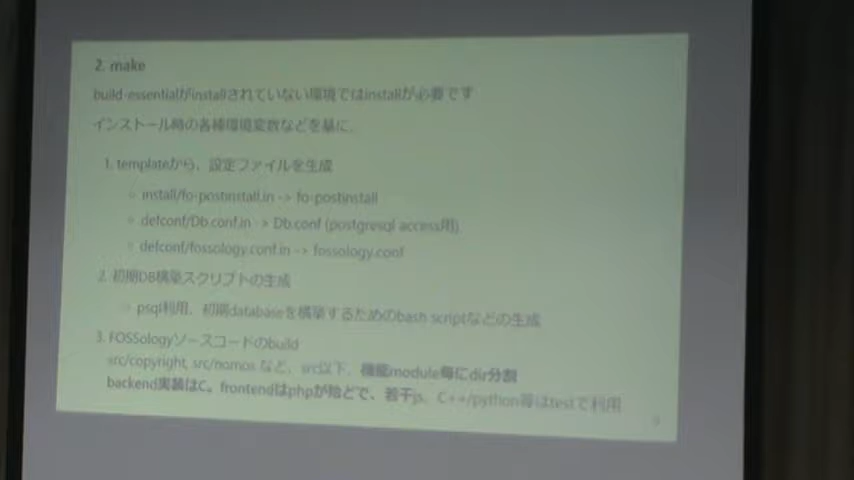 2. make
build-essentialがinstallされていない環境ではinstallが必要です
インストール時の各種環境変数などを基に、
1. templateから、設定ファイルを生成
○ install/fo-postinstall.in -> fo-postinstall
○ defconf/Db.conf.in -> Db.conf (postgresql access用)
○ defconf/fossology.conf.in -> fossology.conf
2. 初期DB構築スクリプトの生成
○ psql利用、初期databaseを構築するためのbash scriptなどの生成
3. FOSSologyソースコードのbuild
src/copyright, src/nomos など、src以下、機能module毎にdir分割
backend実装はC。frontendはphpが殆どで、若干js、C++/python等はtestで利用